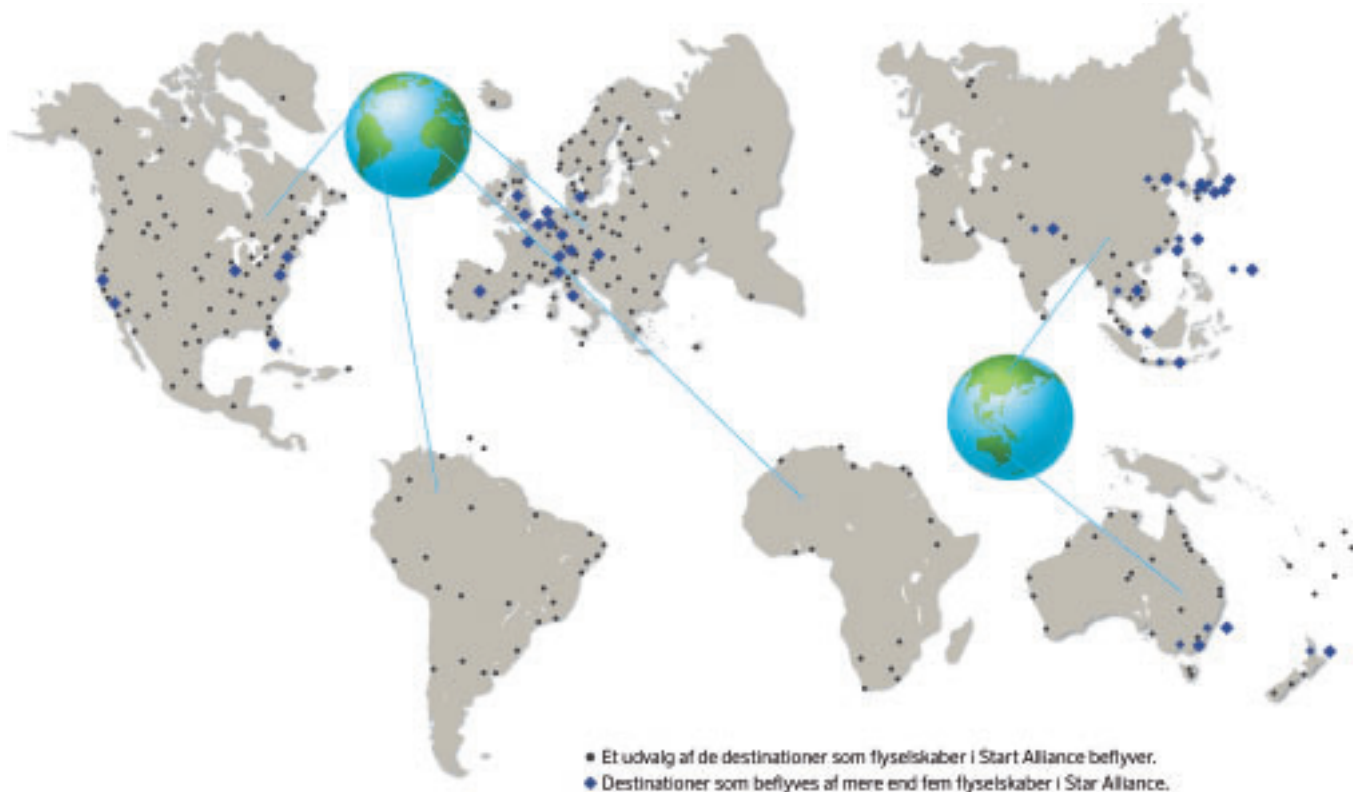 Et udvalg af de destinationer som flyselskaber i Start Alliance beflyver.
Destinationer som beflyves af mere end fem flyselskaber i Star Alliance.